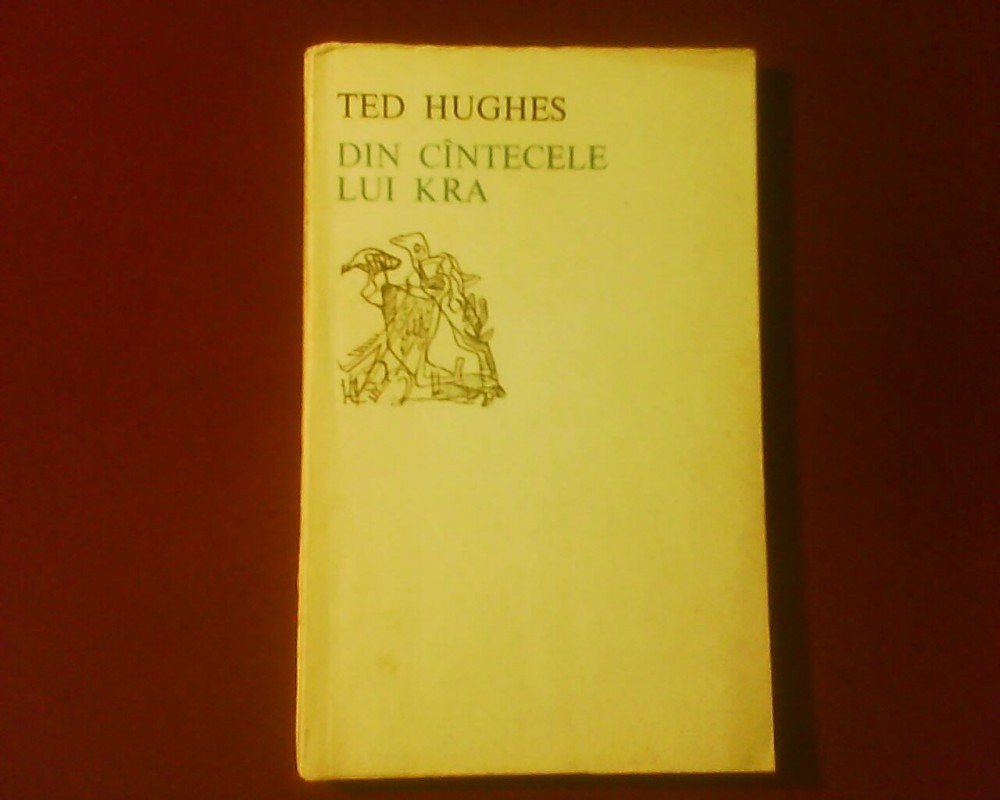 TED HUGHES
DIN CÎNTECELE
LUI KRA